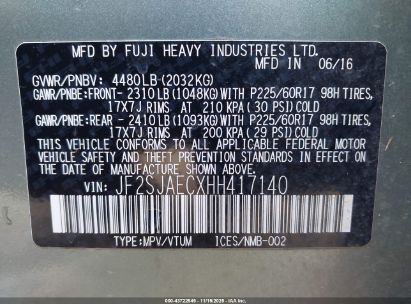 MFD BY FUJI HEAVY INDUSTRIES LTD.
IN 06/16
GVWR/PNBV: 4480LB (2032KG)
GAWR/PNBE:FRONT- 2310LB (1048KG)WITH P225/60R17 98H TIRES,
17X7J RIMS AT 210 KPA (30 PSI)COLD
GAWR/PNBE:REAR - 2410LB (1093KG)WITH P225/60R17 98H TIRES,
17X7J RIMS AT 200 KPA (29 PSI)COLD
THIS VEHICLE CONFORMS TO ALL APPLICABLE FEDERAL MOTOR
VEHICLE SAFETY, BUMPER, AND THEFT PREVENTION STANDARDS IN EFFECT ON THE
DATE OF MANUFACTURE SHOWN ABOVE.
VIN: JF2SJAECXHH417140
TYPE:MPV/VTUM ICES/NMB-002